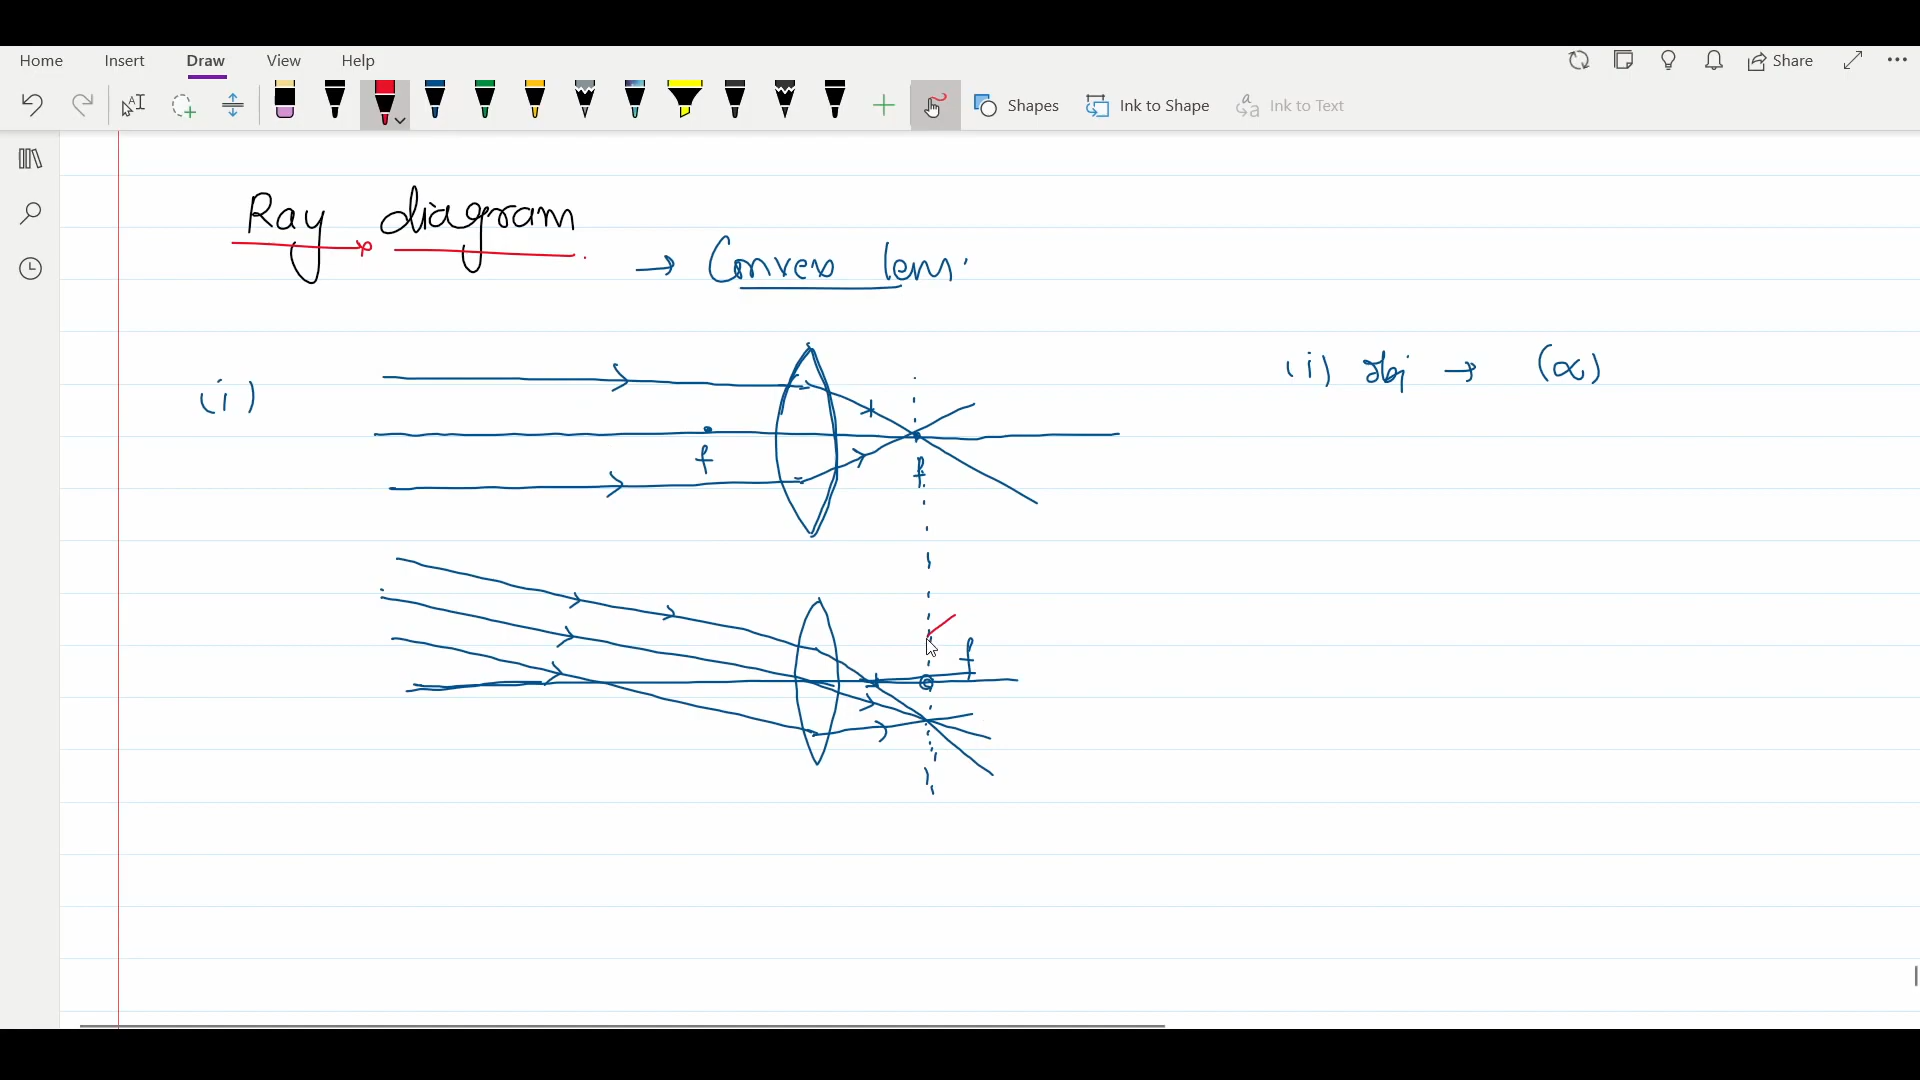 Home Insert Draw View Help Share
Shapes Ink to Shape Ink to Text
Ray diagram
→ Convex lens.
(i)
(i) obj → (∝)
f
f
f